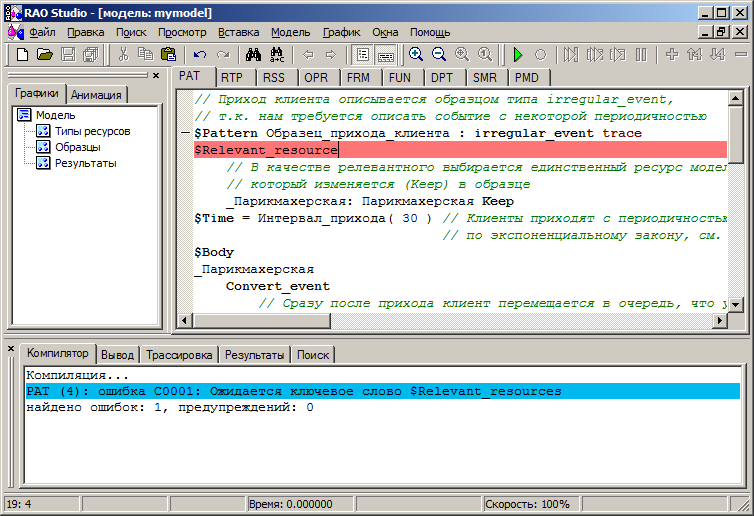 RAO Studio - [модель: mymodel]
Файл Правка Поиск Просмотр Вставка Модель График Окна Помощь
Графики Анимация
Модель
Типы ресурсов
Образцы
Результаты
PAT RTP RSS OPR FRM FUN DPT SMR PMD
// Приход клиента описывается образцом типа irregular_event,
// т.к. нам требуется описать событие с некоторой периодичностью
$Pattern Образец_прихода_клиента : irregular_event trace
$Relevant_resource
// В качестве релевантного выбирается единственный ресурс модел
// который изменяется (Keep) в образце
_Парикмахерская: Парикмахерская Keep
$Time = Интервал_прихода( 30 ) // Клиенты приходят с периодичностью
// по экспоненциальному закону, см.
$Body
_Парикмахерская
Convert_event
// Сразу после прихода клиент перемещается в очередь, что у
Компилятор Вывод Трассировка Результаты Поиск
Компиляция...
PAT (4): ошибка C0001: Ожидается ключевое слово $Relevant_resources
найдено ошибок: 1, предупреждений: 0
19: 4 Время: 0.000000 Скорость: 100%